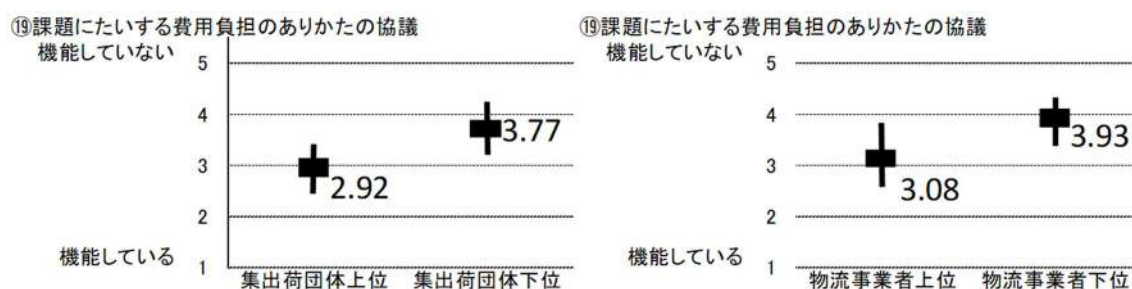 ⑲課題にたいする費用負担のありかたの協議
機能していない
5
4
3
2
機能している
1
3.77
2.92
集出荷団体上位
集出荷団体下位
⑲課題にたいする費用負担のありかたの協議
機能していない
5
4
3
2
機能している
1
3.93
3.08
物流事業者上位
物流事業者下位